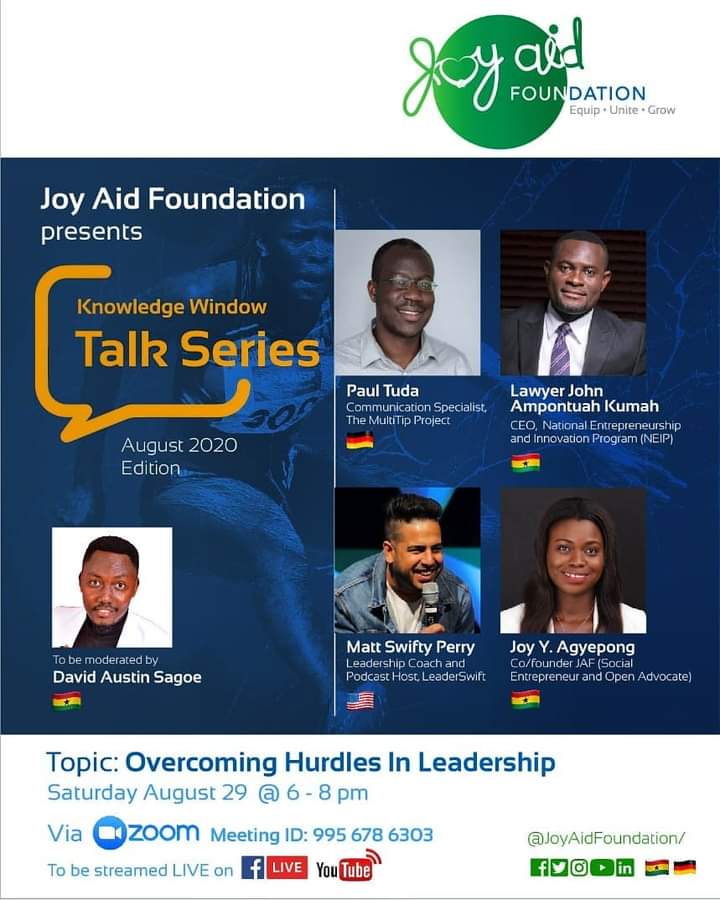 Joy aid
FOUNDATION
Equip • Unite • Grow
Joy Aid Foundation
presents
Knowledge Window
Talk Series
August 2020
Edition
300
To be moderated by
David Austin Sagoe
Paul Tuda
Communication Specialist,
The MultiTip Project
Lawyer John
Ampontuah Kumah
CEO, National Entrepreneurship
and Innovation Program (NEIP)
Matt Swifty Perry
Leadership Coach and
Podcast Host, LeaderSwift
Joy Y. Agyepong
Co/founder JAF (Social
Entrepreneur and Open Advocate)
Topic: Overcoming Hurdles In Leadership
Saturday August 29 @ 6 - 8 pm
Via zoom Meeting ID: 995 678 6303
To be streamed LIVE on f LIVE YouTube
@JoyAidFoundation/